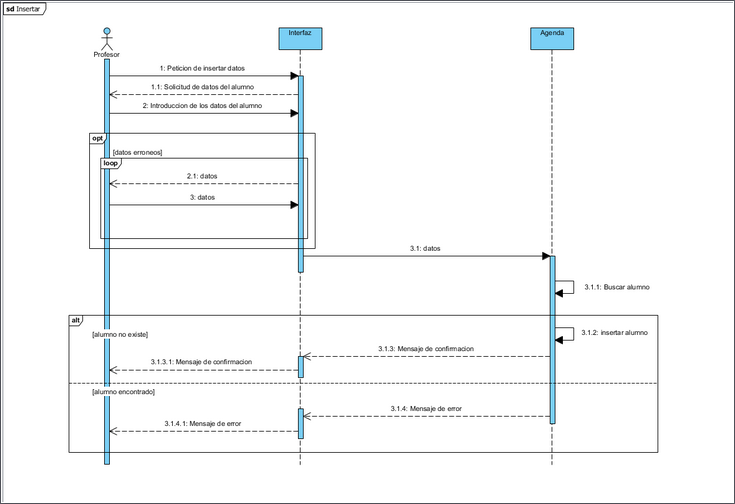 sd Insertar
Interfaz
Agenda
Profesor
1: Peticion de insertar datos
1.1: Solicitud de datos del alumno
2: Introduccion de los datos del alumno
opt
[datos erroneos]
loop
2.1: datos
3: datos
3.1: datos
3.1.1: Buscar alumno
alt
[alumno no existe]
3.1.2: insertar alumno
3.1.3: Mensaje de confirmacion
3.1.3.1: Mensaje de confirmacion
[alumno encontrado]
3.1.4: Mensaje de error
3.1.4.1: Mensaje de error